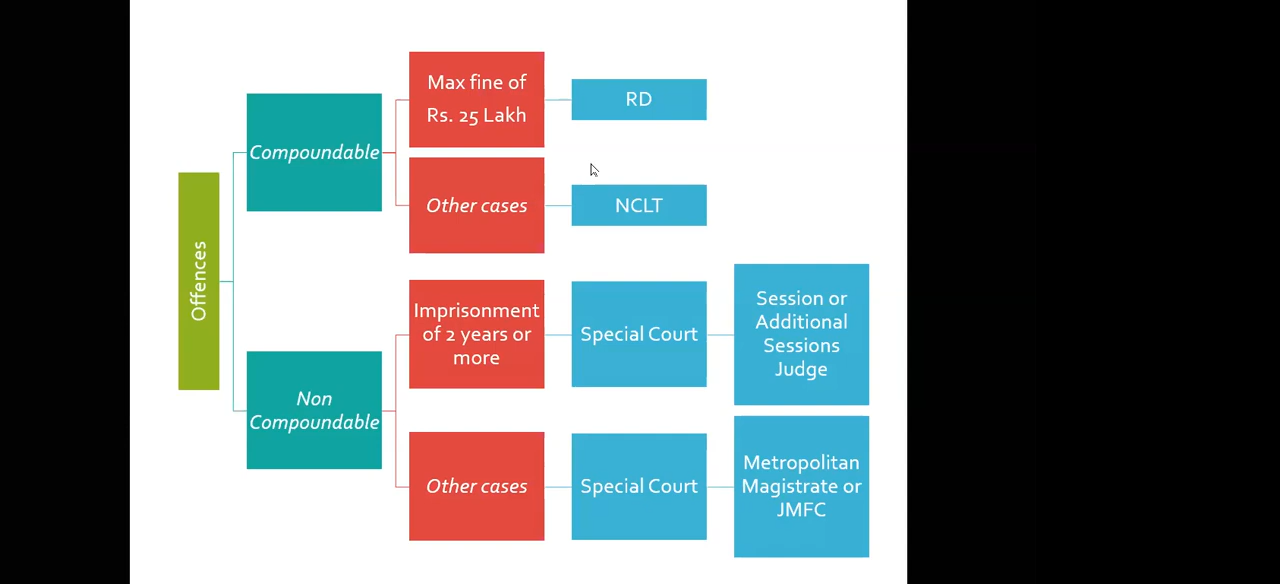 Offences
Compoundable
Max fine of
Rs. 25 Lakh
RD
Other cases
NCLT
Non
Compoundable
Imprisonment
of 2 years or
more
Special Court
Session or
Additional
Sessions
Judge
Other cases
Special Court
Metropolitan
Magistrate or
JMFC